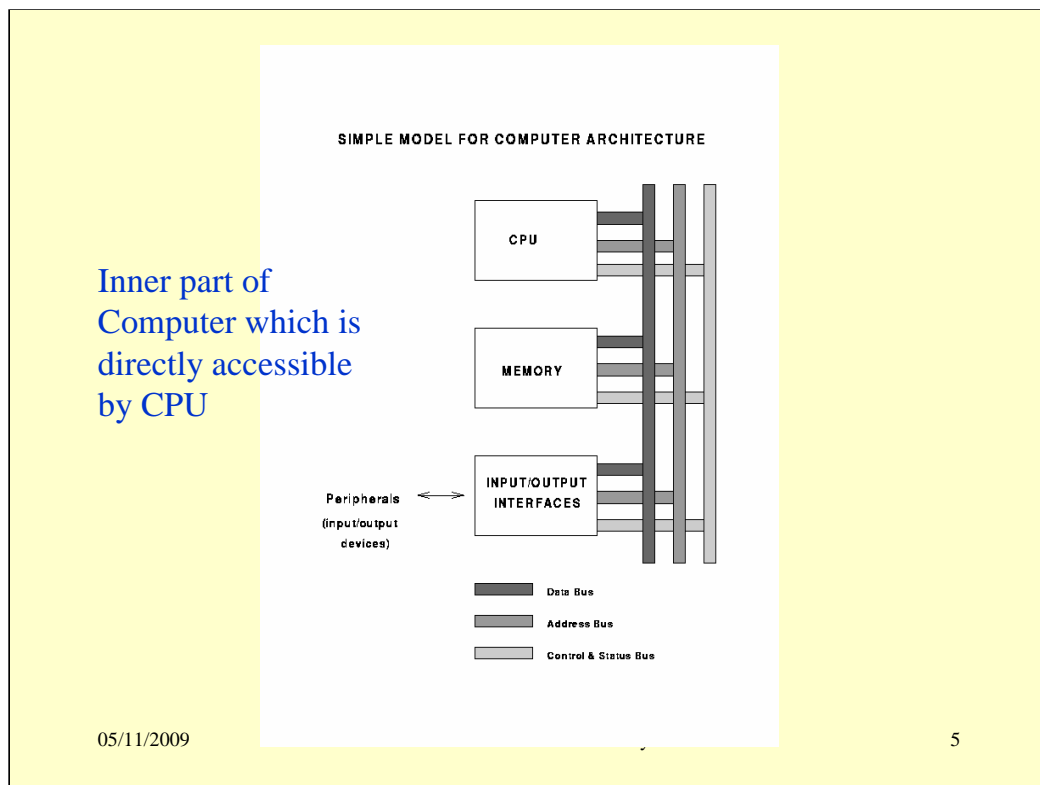 SIMPLE MODEL FOR COMPUTER ARCHITECTURE
Inner part of
Computer which is
directly accessible
by CPU
CPU
MEMORY
INPUT/OUTPUT
INTERFACES
Peripherals
(input/output
devices)
Data Bus
Address Bus
Control & Status Bus
05/11/2009
5